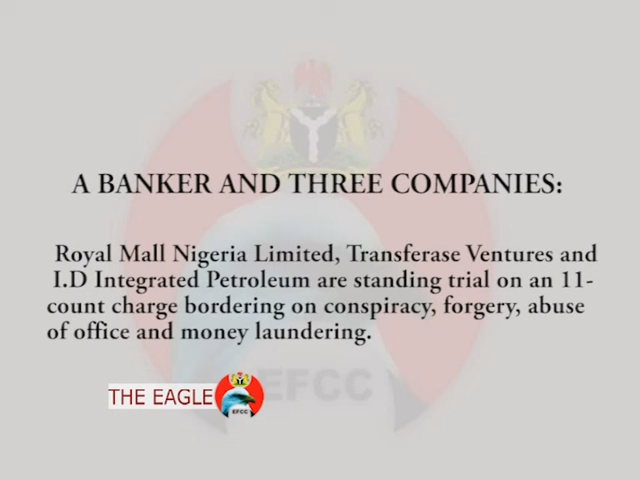 A BANKER AND THREE COMPANIES:
Royal Mall Nigeria Limited, Transferase Ventures and
I.D Integrated Petroleum are standing trial on an 11-
count charge bordering on conspiracy, forgery, abuse
of office and money laundering.
EFCC
THE EAGLE
EFCC